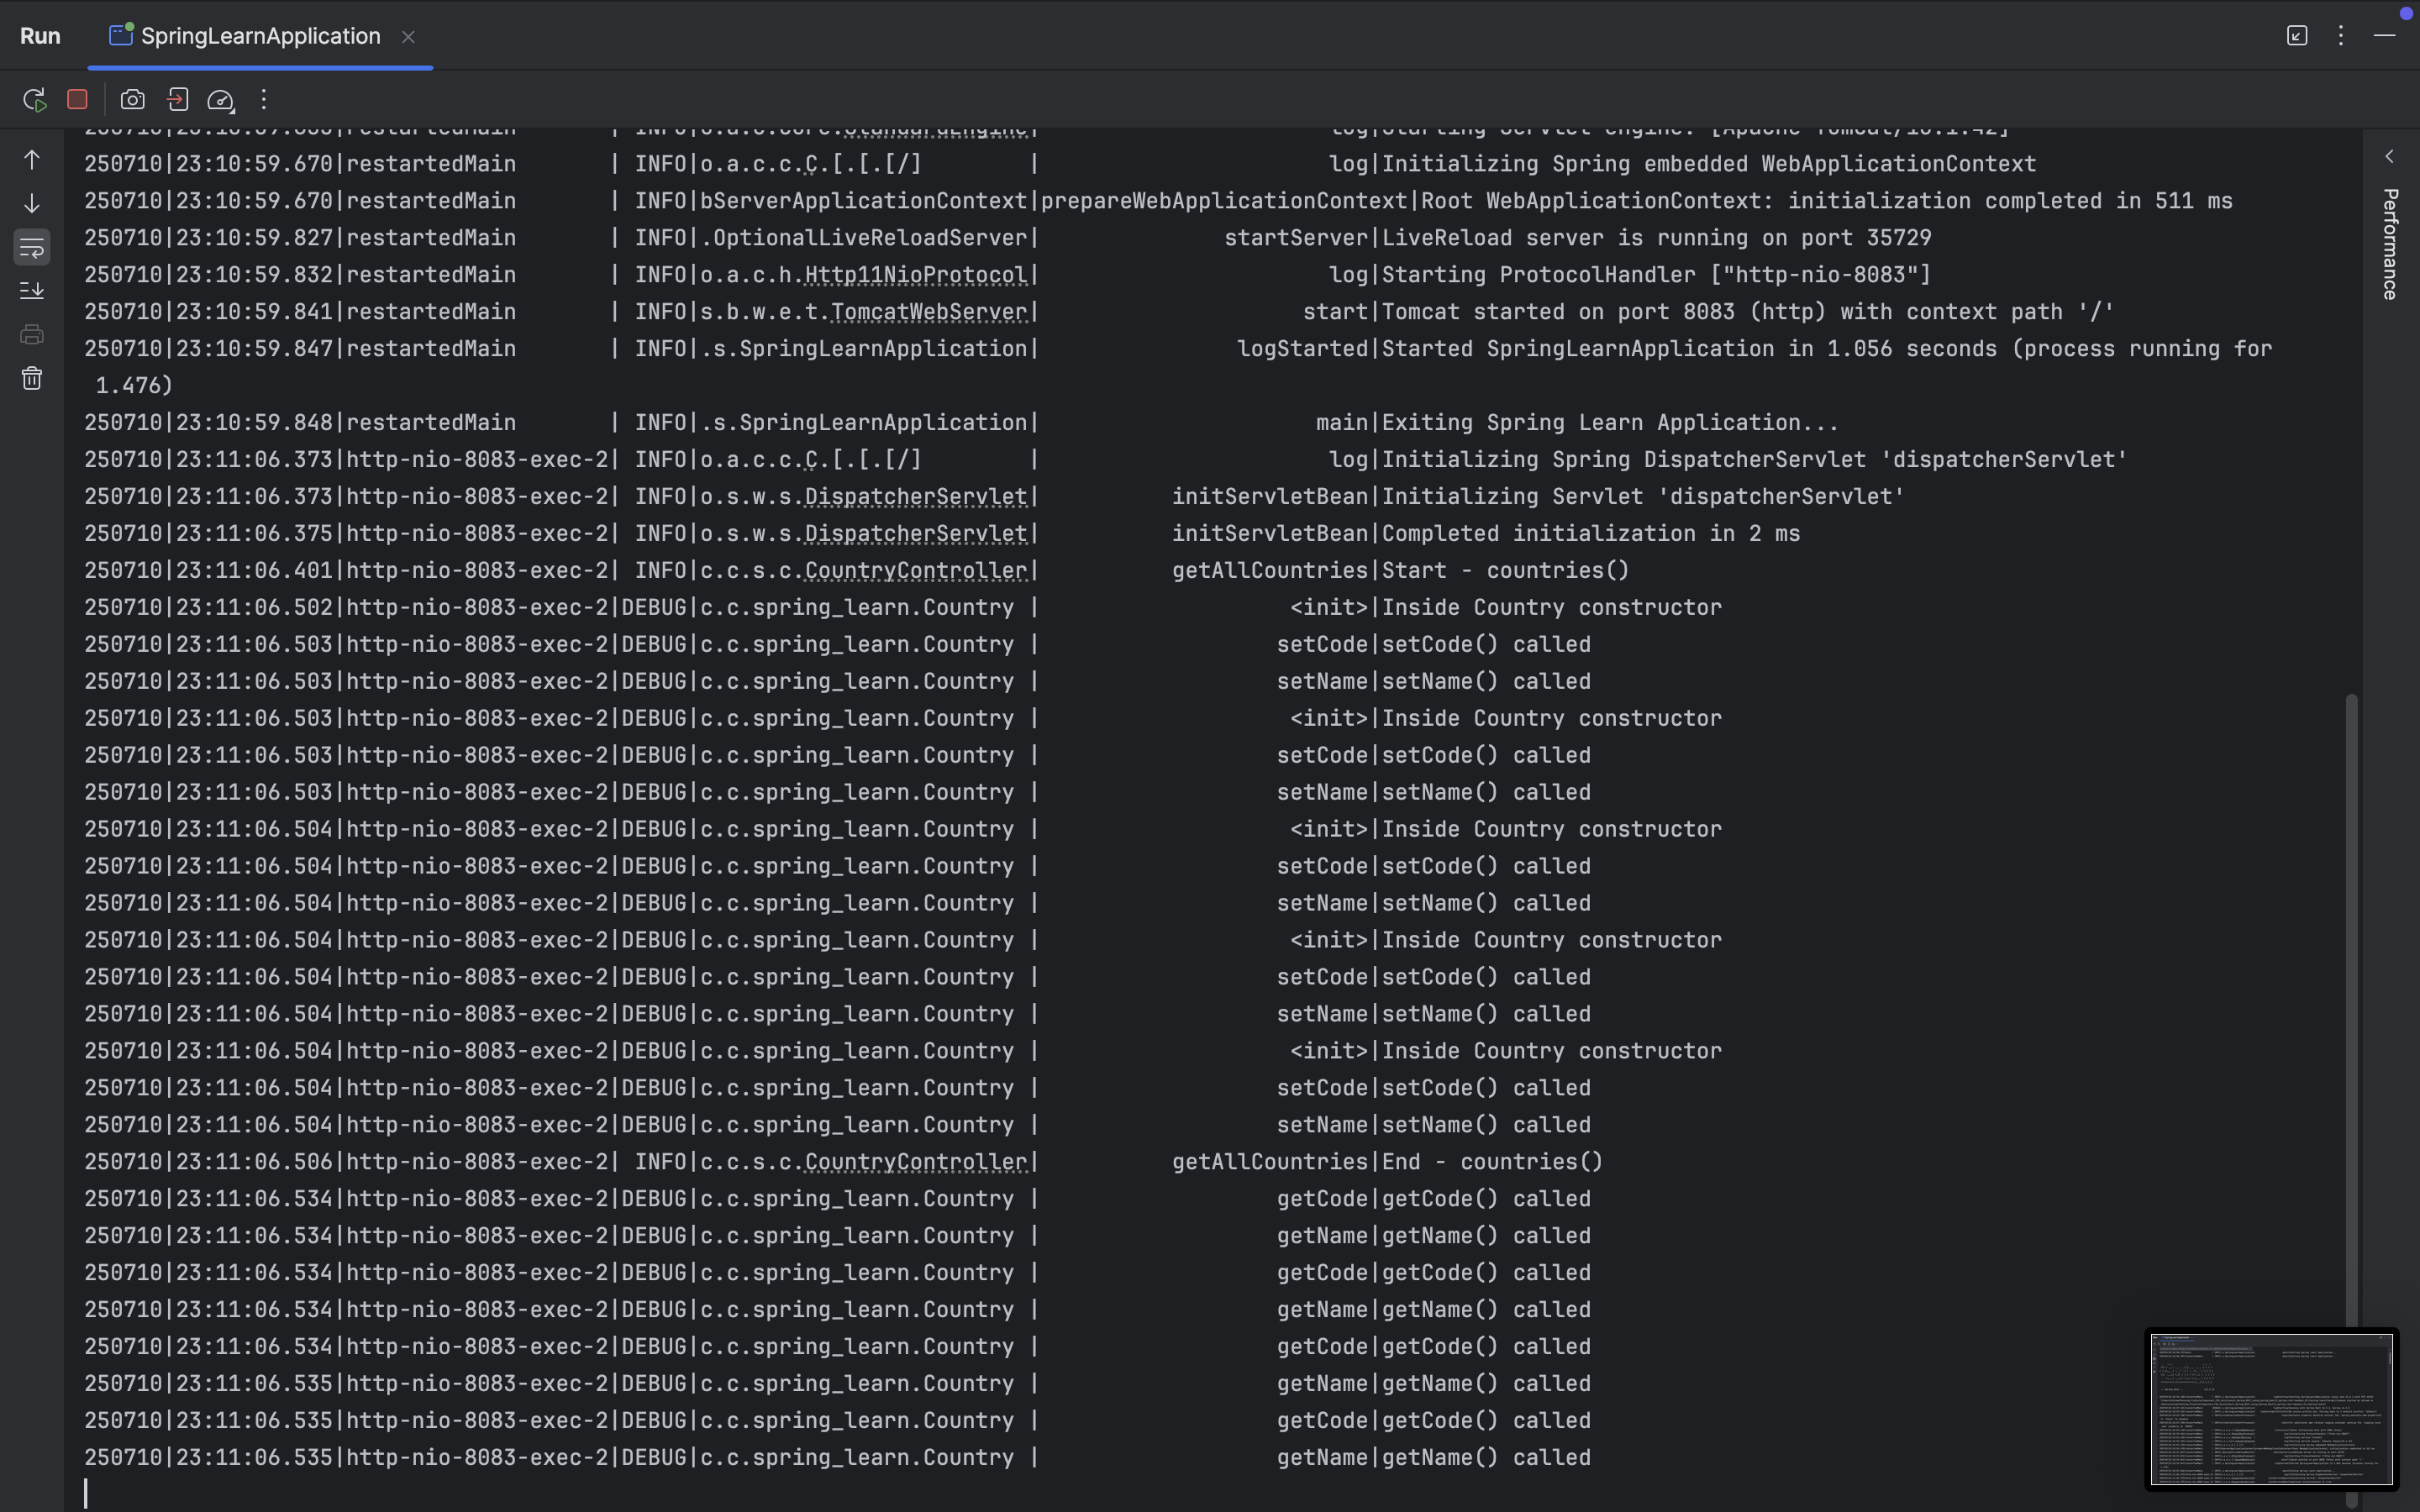 Run SpringLearnApplication
log|Starting Servlet engine: [Apache Tomcat/10.1.42]
250710|23:10:59.670|restartedMain       | INFO|o.a.c.c.C.[.[.[/]        |                      log|Initializing Spring embedded WebApplicationContext
250710|23:10:59.670|restartedMain       | INFO|bServerApplicationContext|prepareWebApplicationContext|Root WebApplicationContext: initialization completed in 511 ms
250710|23:10:59.827|restartedMain       | INFO|.OptionalLiveReloadServer|              startServer|LiveReload server is running on port 35729
250710|23:10:59.832|restartedMain       | INFO|o.a.c.h.Http11NioProtocol|                      log|Starting ProtocolHandler ["http-nio-8083"]
250710|23:10:59.841|restartedMain       | INFO|s.b.w.e.t.TomcatWebServer|                    start|Tomcat started on port 8083 (http) with context path '/'
250710|23:10:59.847|restartedMain       | INFO|.s.SpringLearnApplication|               logStarted|Started SpringLearnApplication in 1.056 seconds (process running for
1.476)
250710|23:10:59.848|restartedMain       | INFO|.s.SpringLearnApplication|                     main|Exiting Spring Learn Application...
250710|23:11:06.373|http-nio-8083-exec-2| INFO|o.a.c.c.C.[.[.[/]        |                      log|Initializing Spring DispatcherServlet 'dispatcherServlet'
250710|23:11:06.373|http-nio-8083-exec-2| INFO|o.s.w.s.DispatcherServlet|          initServletBean|Initializing Servlet 'dispatcherServlet'
250710|23:11:06.375|http-nio-8083-exec-2| INFO|o.s.w.s.DispatcherServlet|          initServletBean|Completed initialization in 2 ms
250710|23:11:06.401|http-nio-8083-exec-2| INFO|c.c.s.c.CountryController|          getAllCountries|Start - countries()
250710|23:11:06.502|http-nio-8083-exec-2|DEBUG|c.c.spring_learn.Country |                   <init>|Inside Country constructor
250710|23:11:06.503|http-nio-8083-exec-2|DEBUG|c.c.spring_learn.Country |                  setCode|setCode() called
250710|23:11:06.503|http-nio-8083-exec-2|DEBUG|c.c.spring_learn.Country |                  setName|setName() called
250710|23:11:06.503|http-nio-8083-exec-2|DEBUG|c.c.spring_learn.Country |                   <init>|Inside Country constructor
250710|23:11:06.503|http-nio-8083-exec-2|DEBUG|c.c.spring_learn.Country |                  setCode|setCode() called
250710|23:11:06.503|http-nio-8083-exec-2|DEBUG|c.c.spring_learn.Country |                  setName|setName() called
250710|23:11:06.504|http-nio-8083-exec-2|DEBUG|c.c.spring_learn.Country |                   <init>|Inside Country constructor
250710|23:11:06.504|http-nio-8083-exec-2|DEBUG|c.c.spring_learn.Country |                  setCode|setCode() called
250710|23:11:06.504|http-nio-8083-exec-2|DEBUG|c.c.spring_learn.Country |                  setName|setName() called
250710|23:11:06.504|http-nio-8083-exec-2|DEBUG|c.c.spring_learn.Country |                   <init>|Inside Country constructor
250710|23:11:06.504|http-nio-8083-exec-2|DEBUG|c.c.spring_learn.Country |                  setCode|setCode() called
250710|23:11:06.504|http-nio-8083-exec-2|DEBUG|c.c.spring_learn.Country |                  setName|setName() called
250710|23:11:06.504|http-nio-8083-exec-2|DEBUG|c.c.spring_learn.Country |                   <init>|Inside Country constructor
250710|23:11:06.504|http-nio-8083-exec-2|DEBUG|c.c.spring_learn.Country |                  setCode|setCode() called
250710|23:11:06.504|http-nio-8083-exec-2|DEBUG|c.c.spring_learn.Country |                  setName|setName() called
250710|23:11:06.506|http-nio-8083-exec-2| INFO|c.c.s.c.CountryController|          getAllCountries|End - countries()
250710|23:11:06.534|http-nio-8083-exec-2|DEBUG|c.c.spring_learn.Country |                  getCode|getCode() called
250710|23:11:06.534|http-nio-8083-exec-2|DEBUG|c.c.spring_learn.Country |                  getName|getName() called
250710|23:11:06.534|http-nio-8083-exec-2|DEBUG|c.c.spring_learn.Country |                  getCode|getCode() called
250710|23:11:06.534|http-nio-8083-exec-2|DEBUG|c.c.spring_learn.Country |                  getName|getName() called
250710|23:11:06.534|http-nio-8083-exec-2|DEBUG|c.c.spring_learn.Country |                  getCode|getCode() called
250710|23:11:06.535|http-nio-8083-exec-2|DEBUG|c.c.spring_learn.Country |                  getName|getName() called
250710|23:11:06.535|http-nio-8083-exec-2|DEBUG|c.c.spring_learn.Country |                  getCode|getCode() called
250710|23:11:06.535|http-nio-8083-exec-2|DEBUG|c.c.spring_learn.Country |                  getName|getName() called
Performance